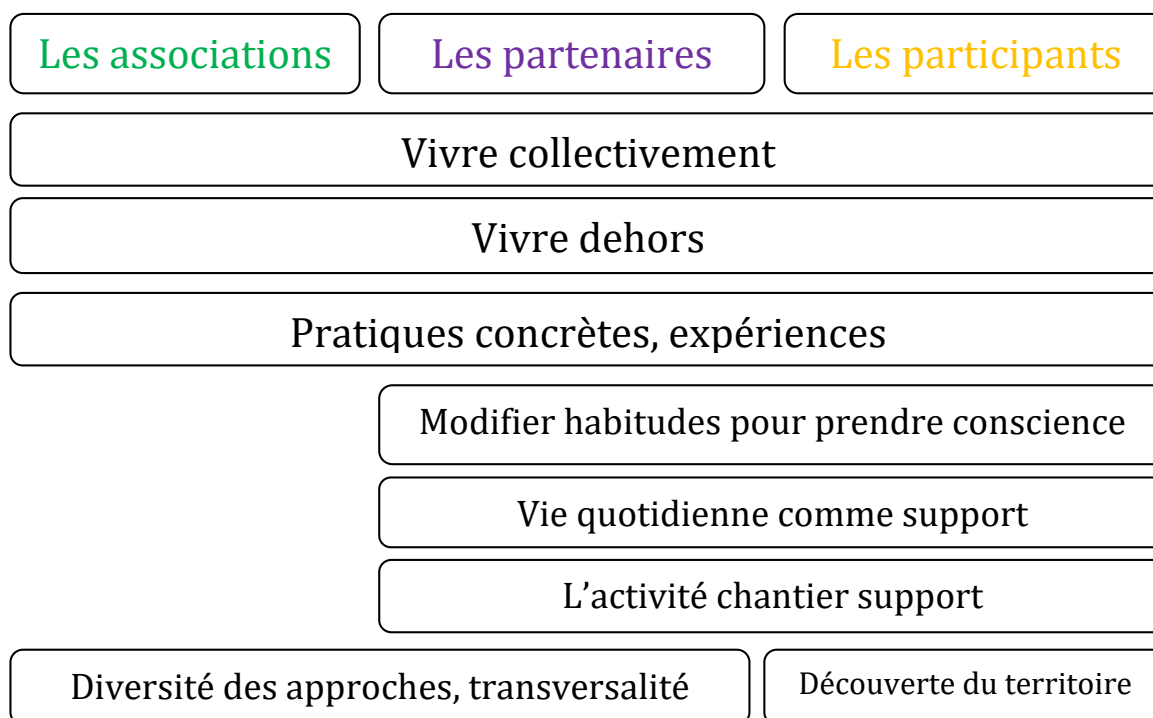 Les associations
Les partenaires
Les participants
Vivre collectivement
Vivre dehors
Pratiques concrètes, expériences
Modifier habitudes pour prendre conscience
Vie quotidienne comme support
L’activité chantier support
Diversité des approches, transversalité
Découverte du territoire